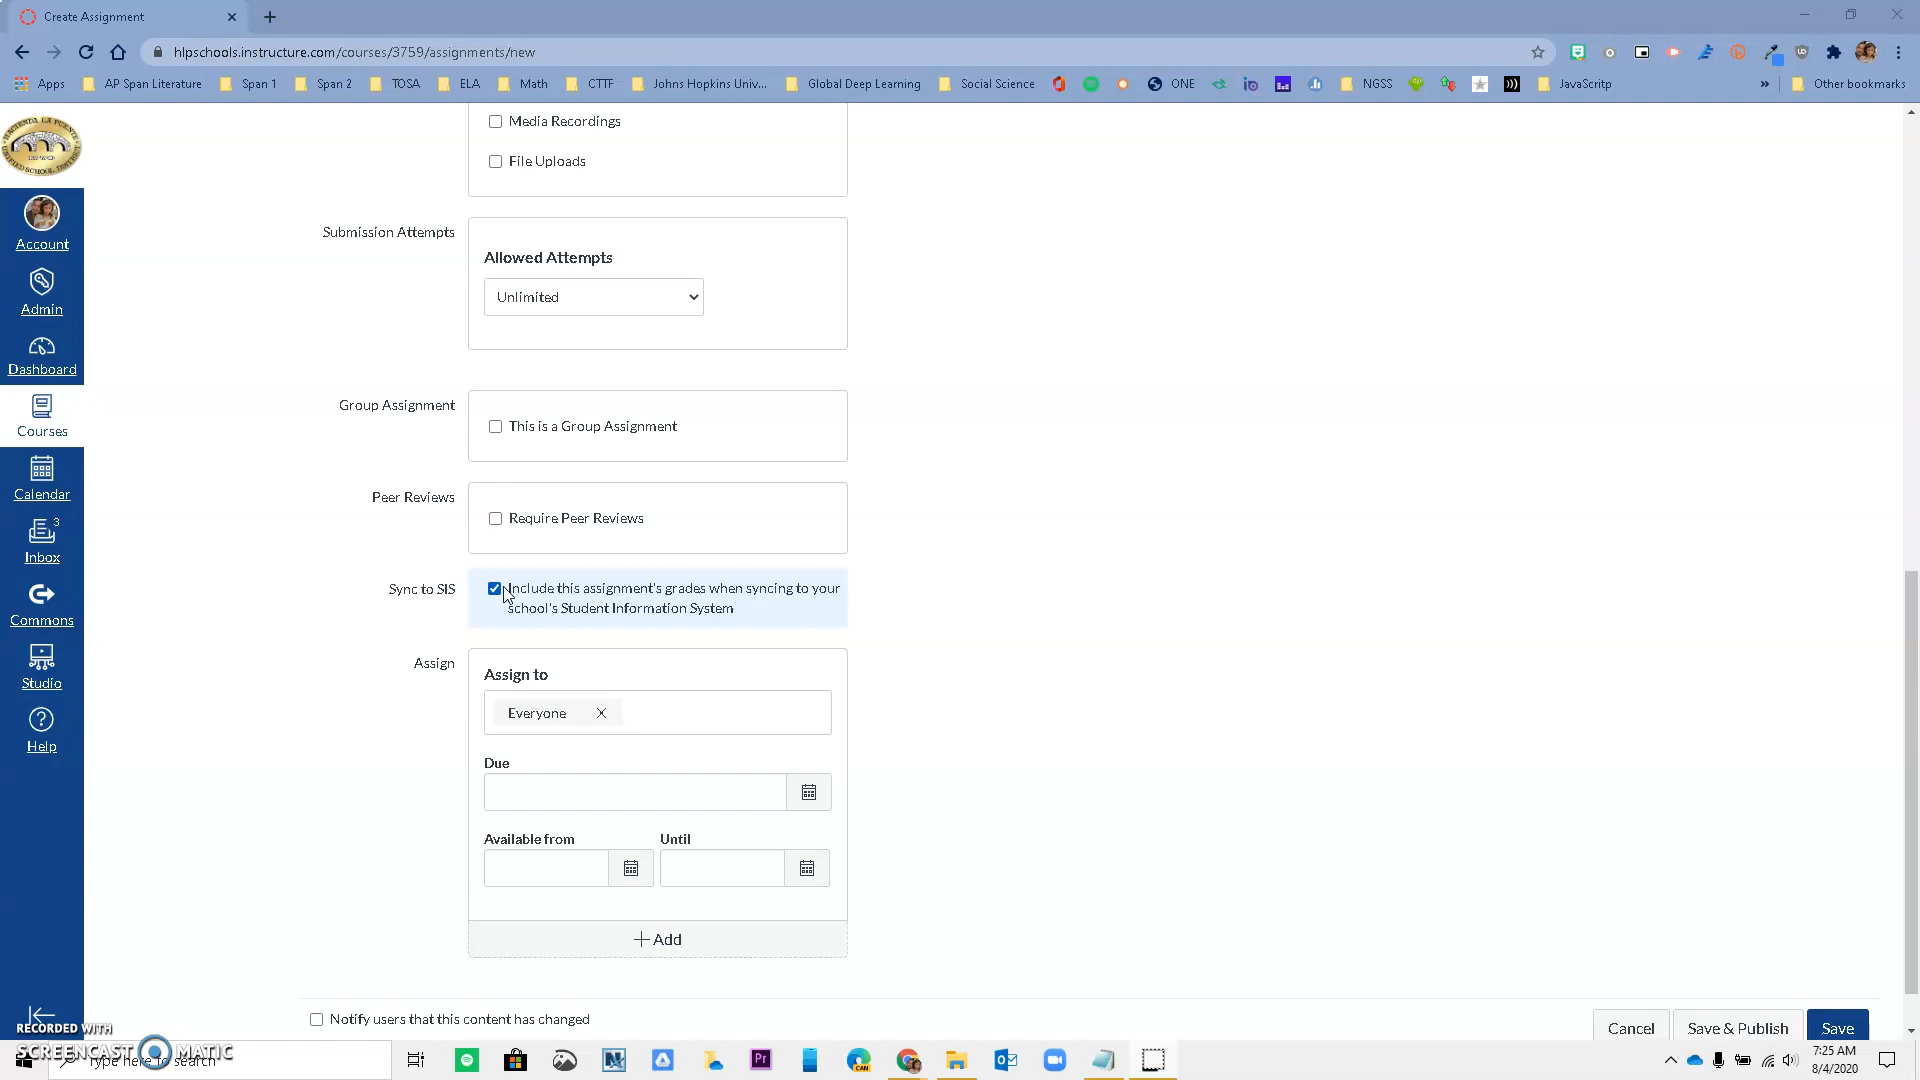 Create Assignment
hlpschools.instructure.com/courses/3759/assignments/new
Apps AP Span Literature Span 1 Span 2 TOSA ELA Math CTTF Johns Hopkins Univ... Global Deep Learning Social Science ONE NGSS JavaScritp » Other bookmarks
Media Recordings
File Uploads
Submission Attempts
Allowed Attempts
Unlimited
Group Assignment
This is a Group Assignment
Peer Reviews
Require Peer Reviews
Sync to SIS
Include this assignment's grades when syncing to your
school's Student Information System
Assign
Assign to
Everyone
Due
Available from Until
Add
Notify users that this content has changed
Cancel Save & Publish Save
Account
Admin
Dashboard
Courses
Calendar
3
Inbox
Commons
Studio
Help
RECORDED WITH
SCREENCAST MATIC
Type here to search
7:25 AM
8/4/2020